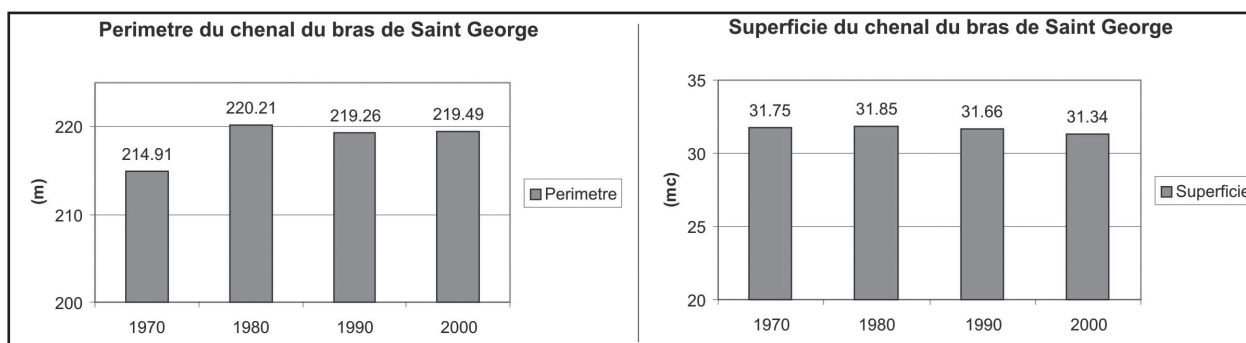 Perimetre du chenal du bras de Saint George
220
210
200
(m)
214.91
220.21
219.26
219.49
1970 1980 1990 2000
Perimetre
Superficie du chenal du bras de Saint George
35
30
25
20
(mc)
31.75
31.85
31.66
31.34
1970 1980 1990 2000
Superficie